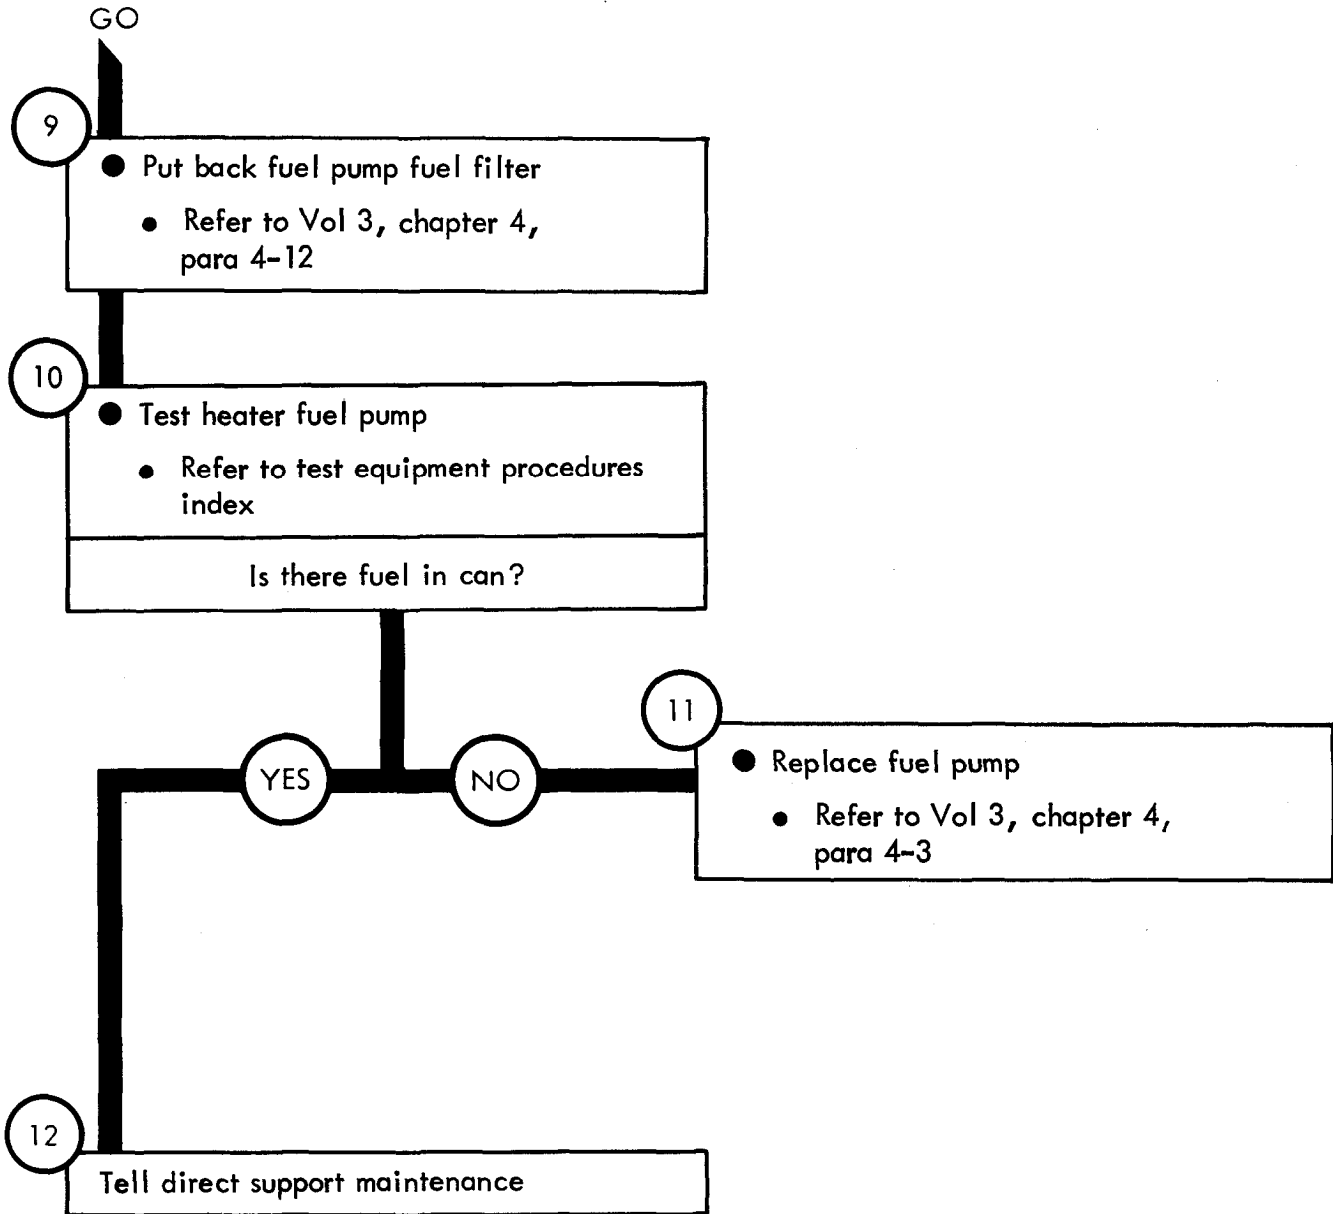 GO
9
● Put back fuel pump fuel filter
● Refer to Vol 3, chapter 4,
para 4-12
10
● Test heater fuel pump
● Refer to test equipment procedures
index
Is there fuel in can?
YES
NO
11
● Replace fuel pump
● Refer to Vol 3, chapter 4,
para 4-3
12
Tell direct support maintenance